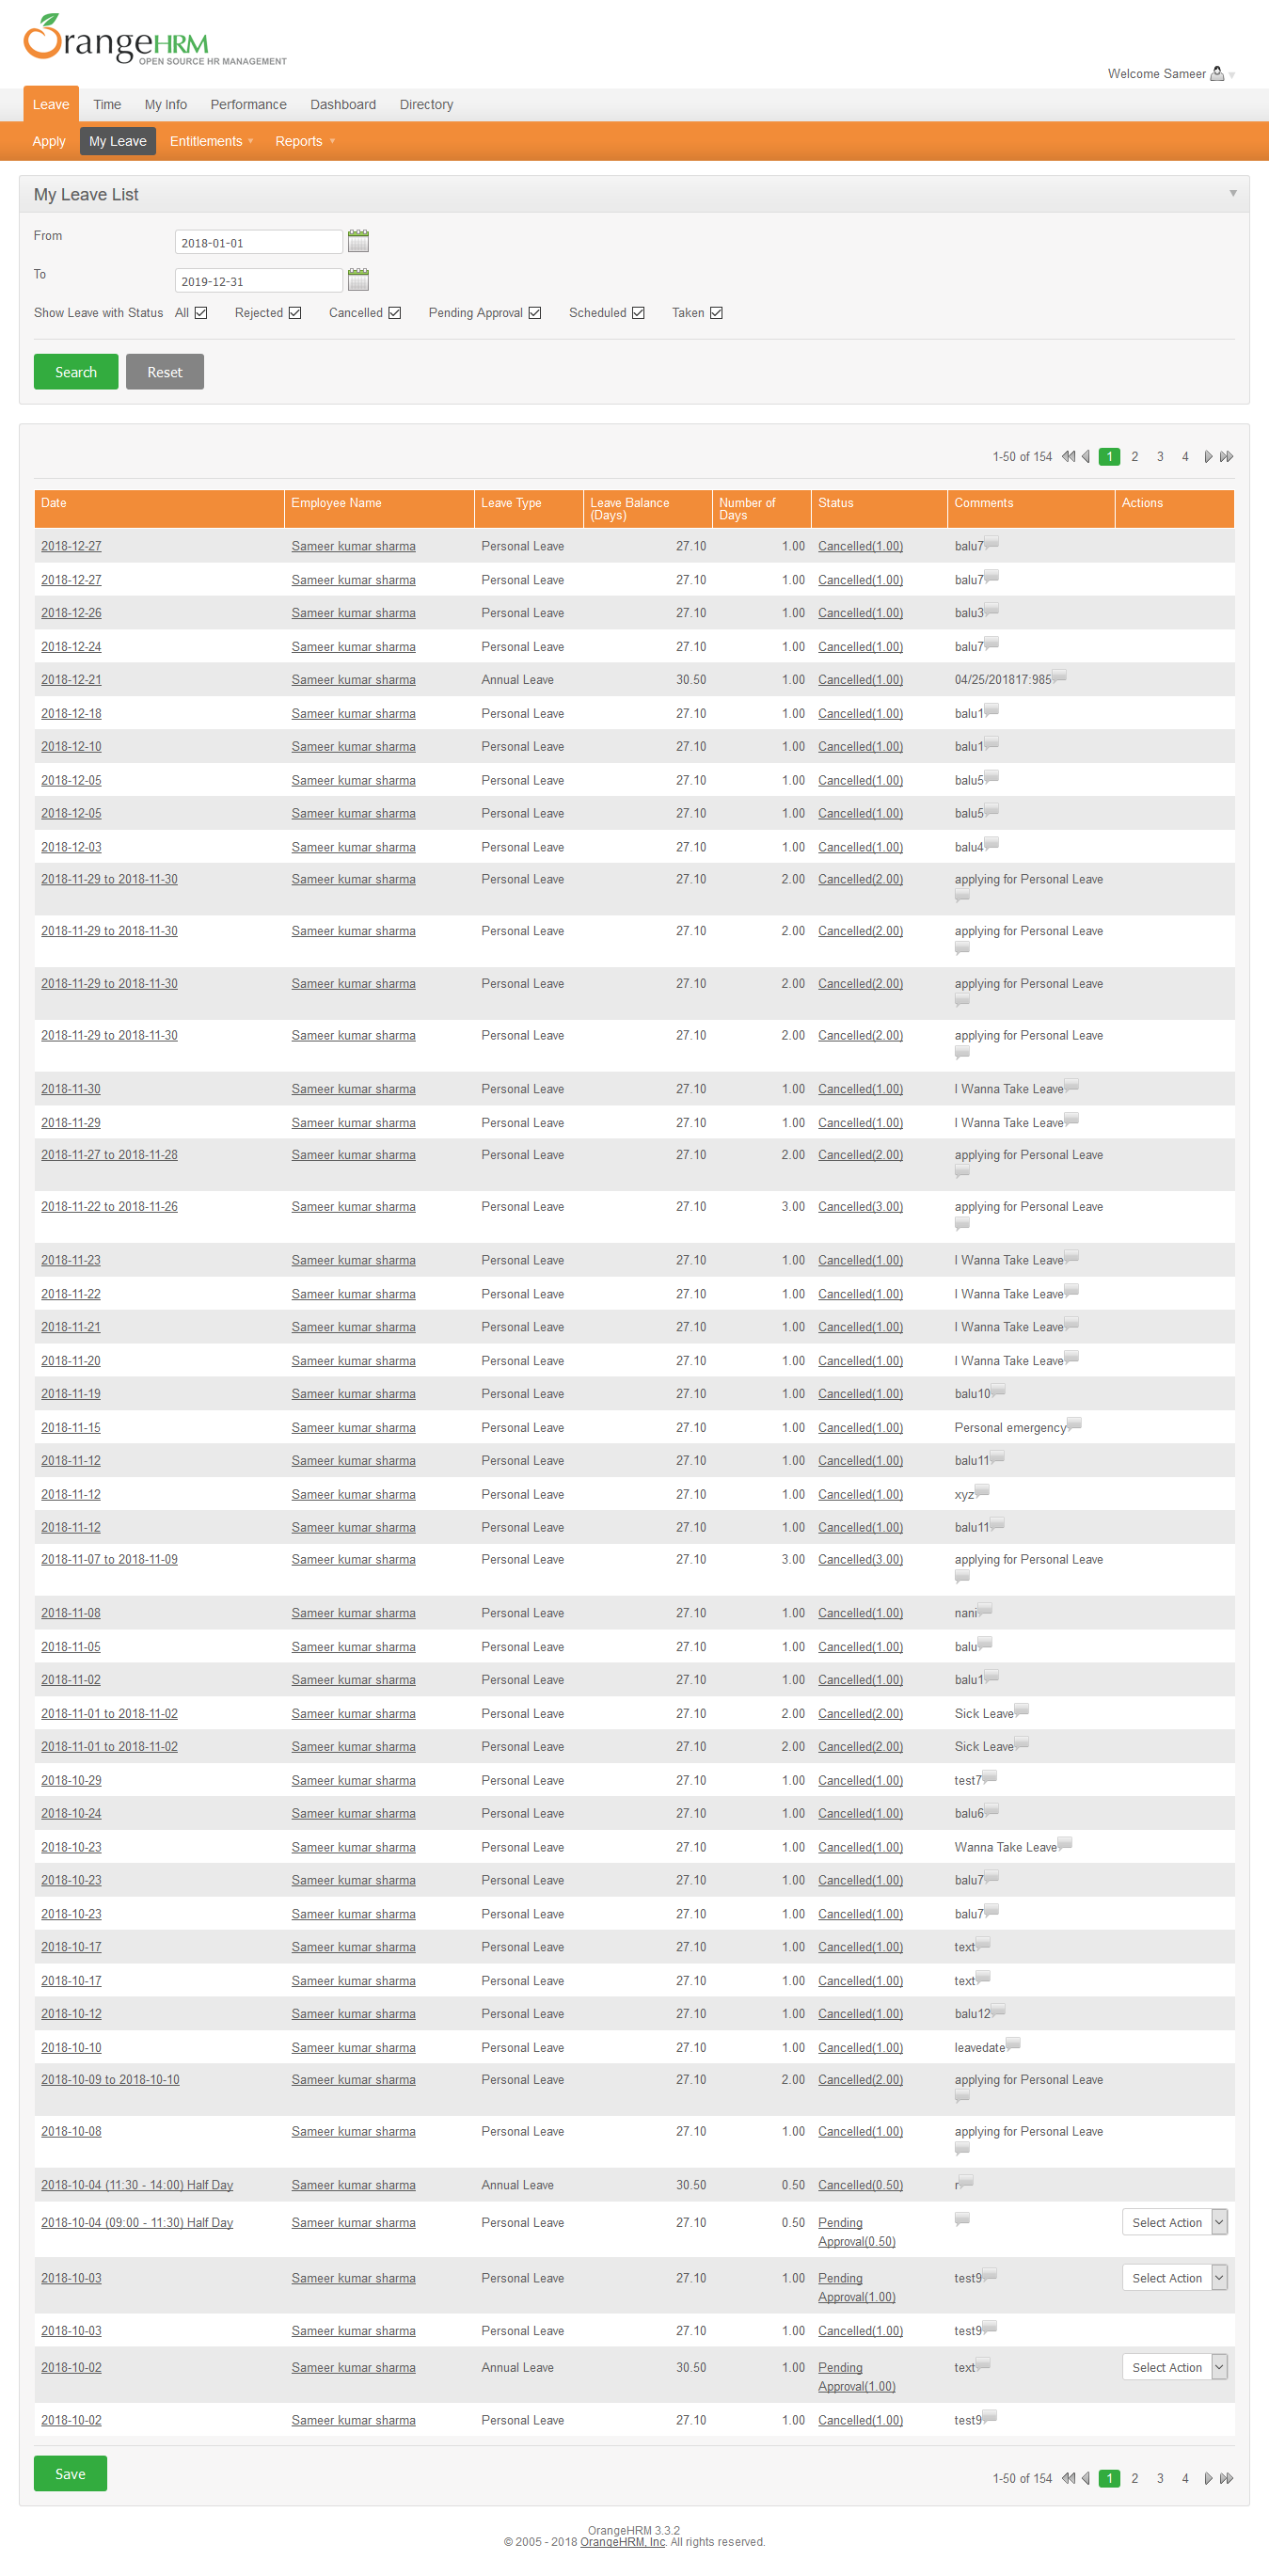 OrangeHRM
OPEN SOURCE HR MANAGEMENT
Welcome Sameer
Leave Time My Info Performance Dashboard Directory
Apply My Leave Entitlements Reports
My Leave List
From 2018-01-01
To 2019-12-31
Show Leave with Status All Rejected Cancelled Pending Approval Scheduled Taken
Search Reset
1-50 of 154 1 2 3 4
Date Employee Name Leave Type Leave Balance (Days) Number of Days Status Comments Actions
2018-12-27 Sameer kumar sharma Personal Leave 27.10 1.00 Cancelled(1.00) balu7
2018-12-27 Sameer kumar sharma Personal Leave 27.10 1.00 Cancelled(1.00) balu7
2018-12-26 Sameer kumar sharma Personal Leave 27.10 1.00 Cancelled(1.00) balu3
2018-12-24 Sameer kumar sharma Personal Leave 27.10 1.00 Cancelled(1.00) balu7
2018-12-21 Sameer kumar sharma Annual Leave 30.50 1.00 Cancelled(1.00) 04/25/201817:985
2018-12-18 Sameer kumar sharma Personal Leave 27.10 1.00 Cancelled(1.00) balu1
2018-12-10 Sameer kumar sharma Personal Leave 27.10 1.00 Cancelled(1.00) balu1
2018-12-05 Sameer kumar sharma Personal Leave 27.10 1.00 Cancelled(1.00) balu5
2018-12-05 Sameer kumar sharma Personal Leave 27.10 1.00 Cancelled(1.00) balu5
2018-12-03 Sameer kumar sharma Personal Leave 27.10 1.00 Cancelled(1.00) balu4
2018-11-29 to 2018-11-30 Sameer kumar sharma Personal Leave 27.10 2.00 Cancelled(2.00) applying for Personal Leave
2018-11-29 to 2018-11-30 Sameer kumar sharma Personal Leave 27.10 2.00 Cancelled(2.00) applying for Personal Leave
2018-11-29 to 2018-11-30 Sameer kumar sharma Personal Leave 27.10 2.00 Cancelled(2.00) applying for Personal Leave
2018-11-29 to 2018-11-30 Sameer kumar sharma Personal Leave 27.10 2.00 Cancelled(2.00) applying for Personal Leave
2018-11-30 Sameer kumar sharma Personal Leave 27.10 1.00 Cancelled(1.00) I Wanna Take Leave
2018-11-29 Sameer kumar sharma Personal Leave 27.10 1.00 Cancelled(1.00) I Wanna Take Leave
2018-11-27 to 2018-11-28 Sameer kumar sharma Personal Leave 27.10 2.00 Cancelled(2.00) applying for Personal Leave
2018-11-22 to 2018-11-26 Sameer kumar sharma Personal Leave 27.10 3.00 Cancelled(3.00) applying for Personal Leave
2018-11-23 Sameer kumar sharma Personal Leave 27.10 1.00 Cancelled(1.00) I Wanna Take Leave
2018-11-22 Sameer kumar sharma Personal Leave 27.10 1.00 Cancelled(1.00) I Wanna Take Leave
2018-11-21 Sameer kumar sharma Personal Leave 27.10 1.00 Cancelled(1.00) I Wanna Take Leave
2018-11-20 Sameer kumar sharma Personal Leave 27.10 1.00 Cancelled(1.00) I Wanna Take Leave
2018-11-19 Sameer kumar sharma Personal Leave 27.10 1.00 Cancelled(1.00) balu10
2018-11-15 Sameer kumar sharma Personal Leave 27.10 1.00 Cancelled(1.00) Personal emergency
2018-11-12 Sameer kumar sharma Personal Leave 27.10 1.00 Cancelled(1.00) balu11
2018-11-12 Sameer kumar sharma Personal Leave 27.10 1.00 Cancelled(1.00) xyz
2018-11-12 Sameer kumar sharma Personal Leave 27.10 1.00 Cancelled(1.00) balu11
2018-11-07 to 2018-11-09 Sameer kumar sharma Personal Leave 27.10 3.00 Cancelled(3.00) applying for Personal Leave
2018-11-08 Sameer kumar sharma Personal Leave 27.10 1.00 Cancelled(1.00) nani
2018-11-05 Sameer kumar sharma Personal Leave 27.10 1.00 Cancelled(1.00) balu
2018-11-02 Sameer kumar sharma Personal Leave 27.10 1.00 Cancelled(1.00) balu1
2018-11-01 to 2018-11-02 Sameer kumar sharma Personal Leave 27.10 2.00 Cancelled(2.00) Sick Leave
2018-11-01 to 2018-11-02 Sameer kumar sharma Personal Leave 27.10 2.00 Cancelled(2.00) Sick Leave
2018-10-29 Sameer kumar sharma Personal Leave 27.10 1.00 Cancelled(1.00) test7
2018-10-24 Sameer kumar sharma Personal Leave 27.10 1.00 Cancelled(1.00) balu6
2018-10-23 Sameer kumar sharma Personal Leave 27.10 1.00 Cancelled(1.00) Wanna Take Leave
2018-10-23 Sameer kumar sharma Personal Leave 27.10 1.00 Cancelled(1.00) balu7
2018-10-23 Sameer kumar sharma Personal Leave 27.10 1.00 Cancelled(1.00) balu7
2018-10-17 Sameer kumar sharma Personal Leave 27.10 1.00 Cancelled(1.00) text
2018-10-17 Sameer kumar sharma Personal Leave 27.10 1.00 Cancelled(1.00) text
2018-10-12 Sameer kumar sharma Personal Leave 27.10 1.00 Cancelled(1.00) balu12
2018-10-10 Sameer kumar sharma Personal Leave 27.10 1.00 Cancelled(1.00) leavedate
2018-10-09 to 2018-10-10 Sameer kumar sharma Personal Leave 27.10 2.00 Cancelled(2.00) applying for Personal Leave
2018-10-08 Sameer kumar sharma Personal Leave 27.10 1.00 Cancelled(1.00) applying for Personal Leave
2018-10-04 (11:30 - 14:00) Half Day Sameer kumar sharma Annual Leave 30.50 0.50 Cancelled(0.50) r
2018-10-04 (09:00 - 11:30) Half Day Sameer kumar sharma Personal Leave 27.10 0.50 Pending Approval(0.50) Select Action
2018-10-03 Sameer kumar sharma Personal Leave 27.10 1.00 Pending Approval(1.00) test9 Select Action
2018-10-03 Sameer kumar sharma Personal Leave 27.10 1.00 Cancelled(1.00) test9
2018-10-02 Sameer kumar sharma Annual Leave 30.50 1.00 Pending Approval(1.00) text Select Action
2018-10-02 Sameer kumar sharma Personal Leave 27.10 1.00 Cancelled(1.00) test9
Save 1-50 of 154 1 2 3 4
OrangeHRM 3.3.2
© 2005 - 2018 OrangeHRM, Inc. All rights reserved.